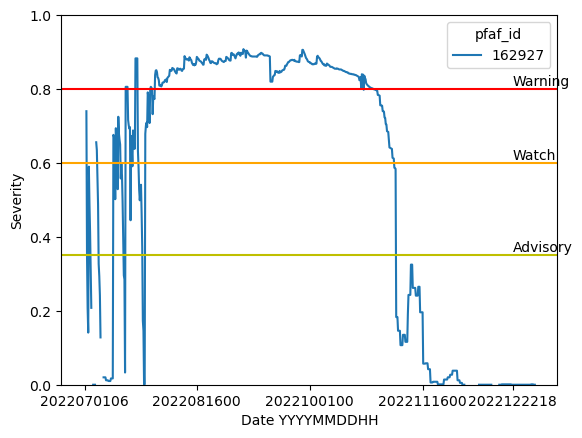 pfaf_id
162927
1.0
0.8
0.6
0.4
0.2
0.0
Severity
Warning
Watch
Advisory
2022070106
2022081600
2022100100
2022111600
2022122218
Date YYYYMMDDHH